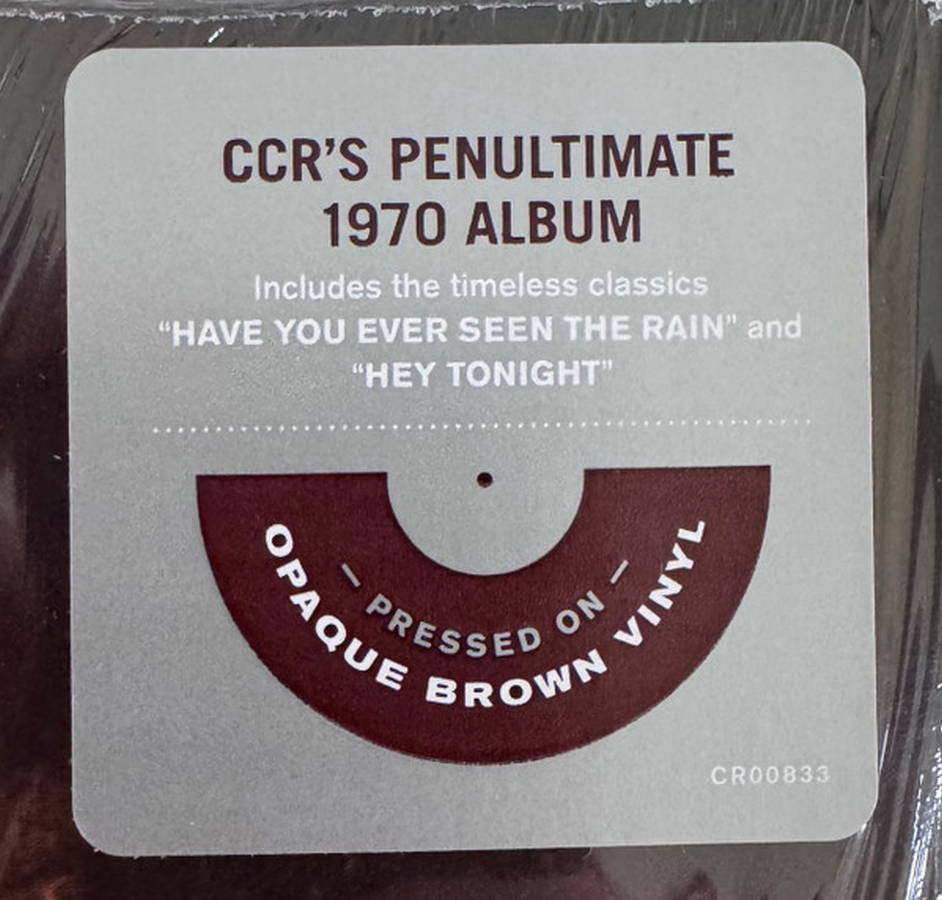 CCR’S PENULTIMATE
1970 ALBUM
Includes the timeless classics
“HAVE YOU EVER SEEN THE RAIN” and
“HEY TONIGHT”
— PRESSED ON —
OPAQUE BROWN VINYL
CR00833